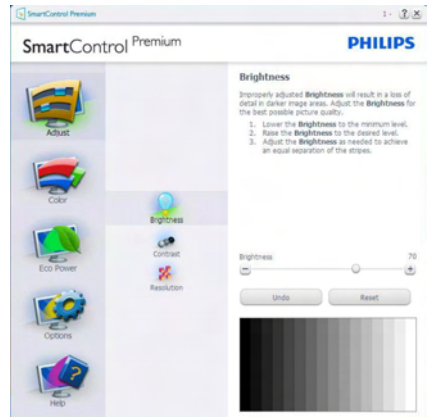 SmartControl Premium
1 -
?
X
SmartControl Premium
PHILIPS
Adjust
Color
Eco Power
Options
Help
Brightness
Contrast
Resolution
Brightness
Improperly adjusted Brightness will result in a loss of
detail in darker image areas. Adjust the Brightness for
the best possible picture quality.
1. Lower the Brightness to the minimum level.
2. Raise the Brightness to the desired level.
3. Adjust the Brightness as needed to achieve
an equal separation of the stripes.
Brightness
70
Undo
Reset